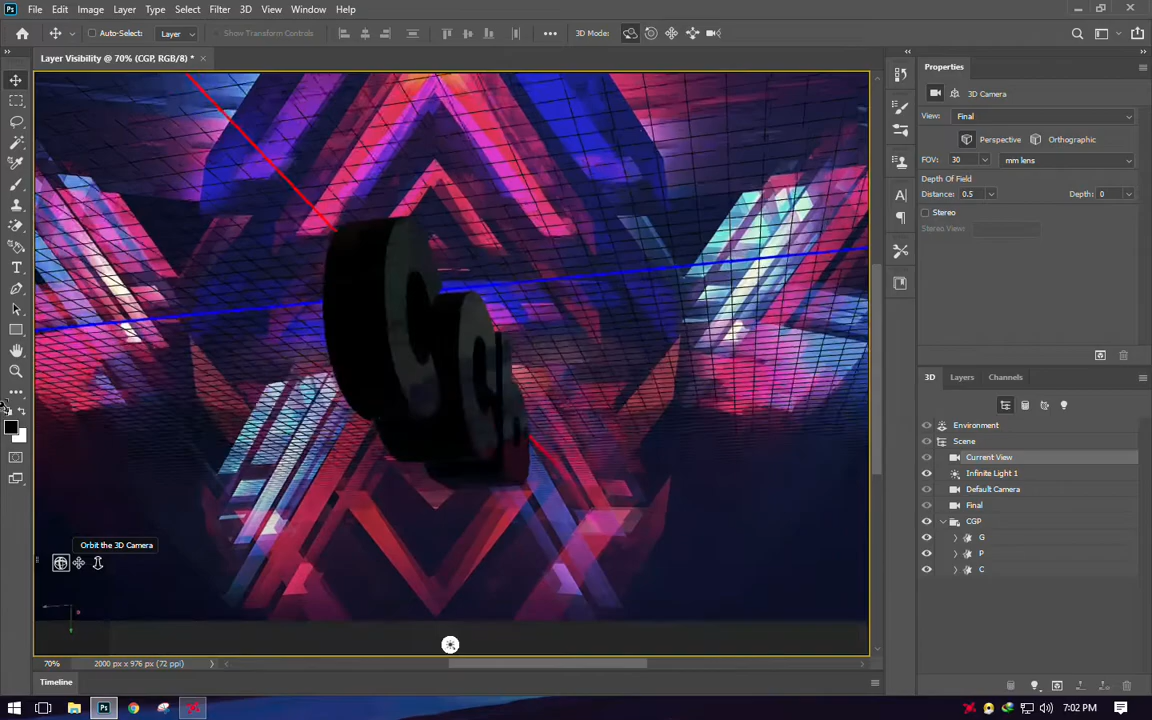 Ps File Edit Image Layer Type Select Filter 3D View Window Help
Auto-Select: Layer Show Transform Controls 3D Mode:
Layer Visibility @ 70% (CGP, RGB/8) *
Properties
3D Camera
View: Final
Perspective Orthographic
FOV: 30 mm lens
Depth Of Field
Distance: 0.5 Depth: 0
Stereo
Stereo View:
3D Layers Channels
Environment
Scene
Current View
Infinite Light 1
Default Camera
Final
CGP
G
P
C
Orbit the 3D Camera
70% 2000 px x 976 px (72 ppi)
Timeline
Ps 7:02 PM